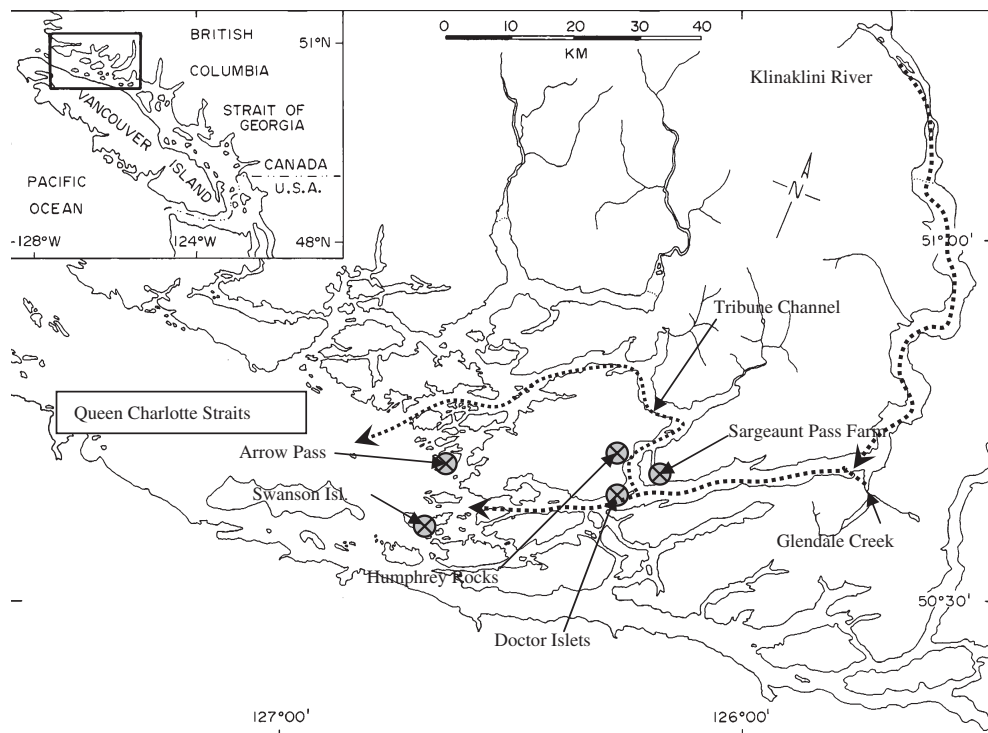 BRITISH
COLUMBIA
STRAIT OF
GEORGIA
VANCOUVER
ISLAND
CANADA
U.S.A.
PACIFIC
OCEAN
-128°W
124°W
51°N
48°N
0 10 20 30 40
KM
Klinaklini River
N
51°00'
Tribune Channel
Queen Charlotte Straits
Sargeaunt Pass Farm
Arrow Pass
Swanson Isl.
Glendale Creek
Humphrey Rocks
50°30'
Doctor Islets
127°00'
126°00'